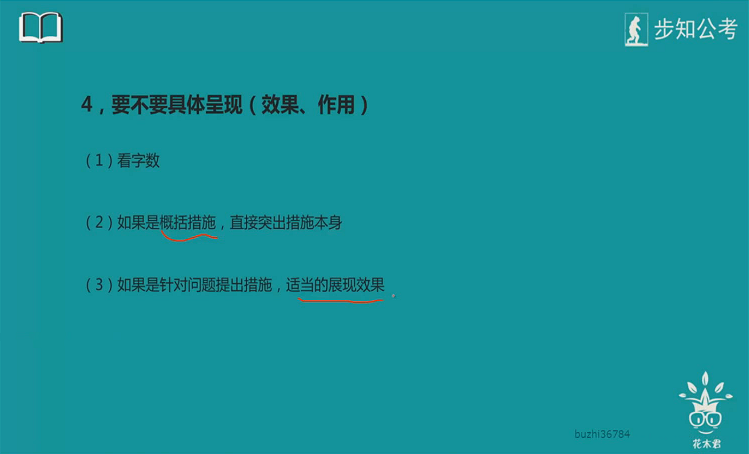 步知公考
4，要不要具体呈现（效果、作用）
（1）看字数
（2）如果是概括措施，直接突出措施本身
（3）如果是针对问题提出措施，适当的展现效果
buzhi36784
花木君